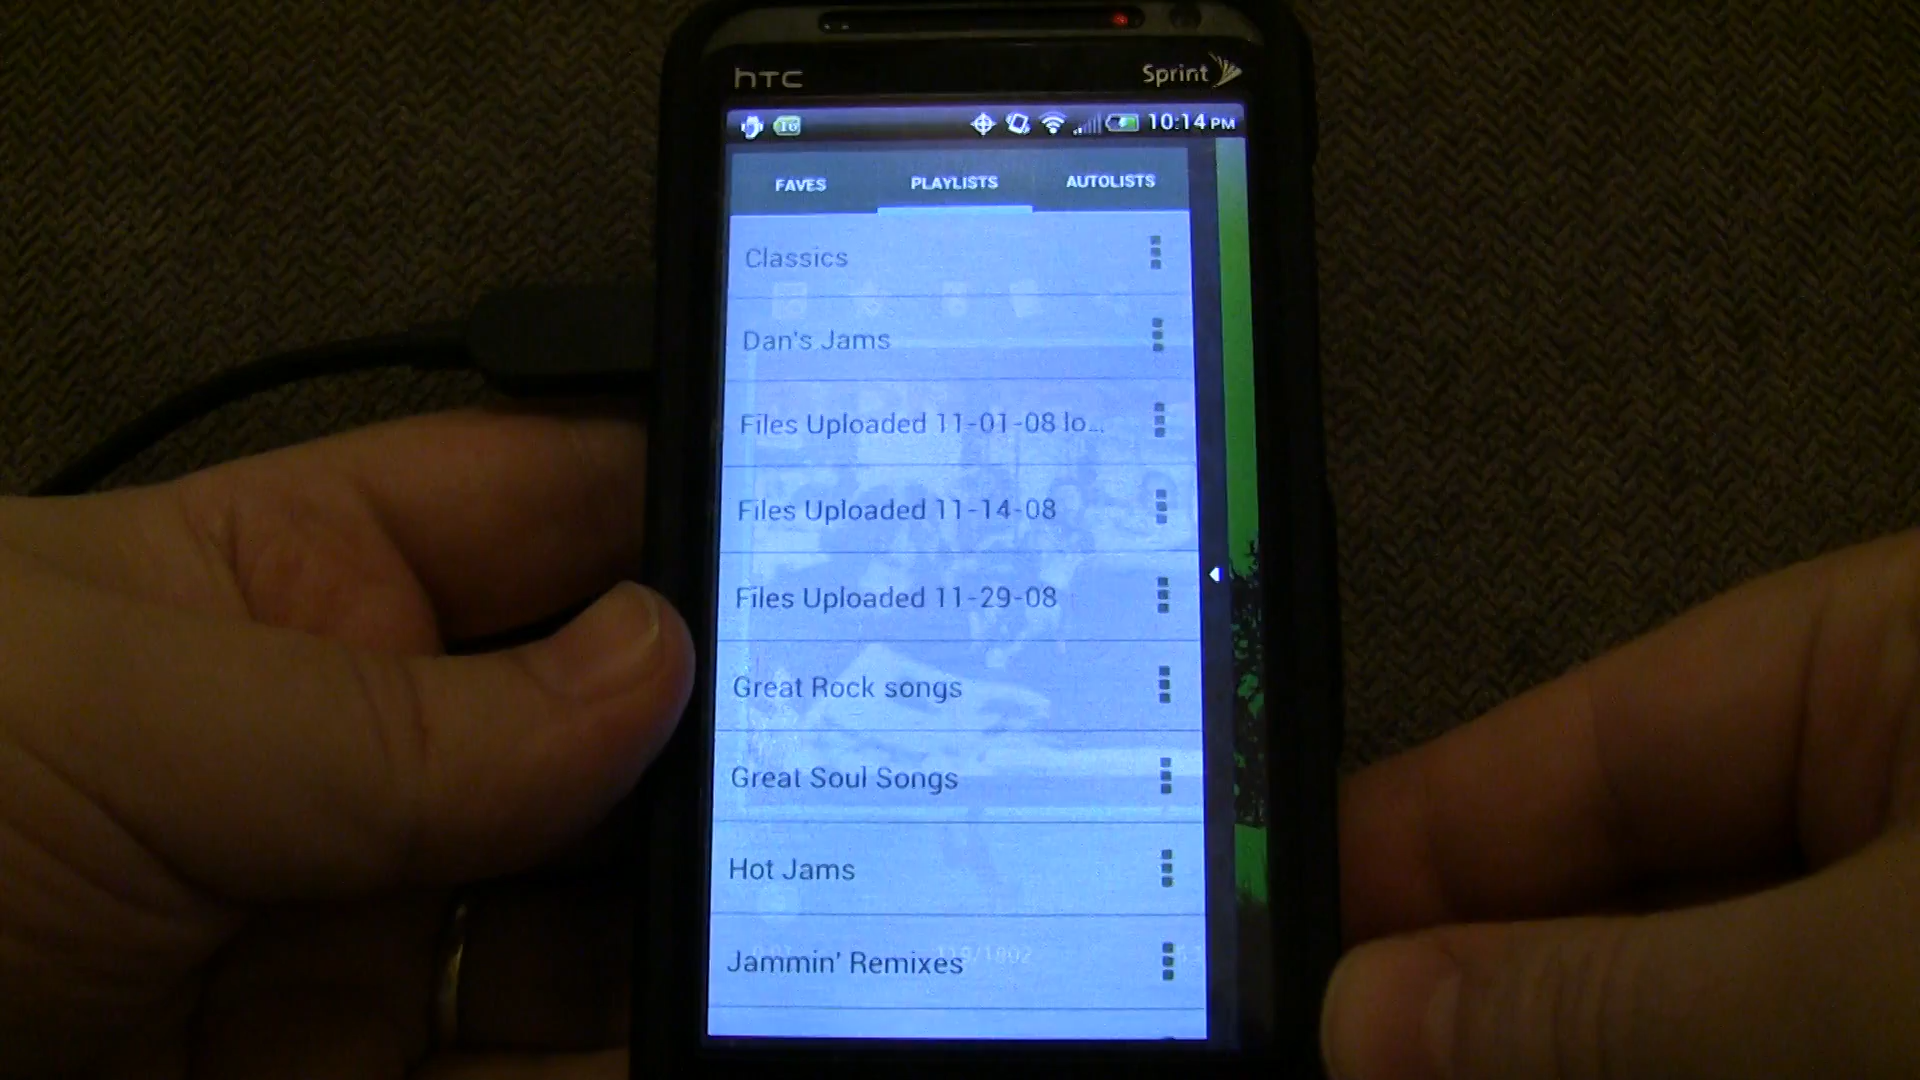 hTC
Sprint
16
10:14 PM
FAVES
PLAYLISTS
AUTOLISTS
Classics
Dan's Jams
Files Uploaded 11-01-08 lo...
Files Uploaded 11-14-08
Files Uploaded 11-29-08
Great Rock songs
Great Soul Songs
Hot Jams
Jammin' Remixes